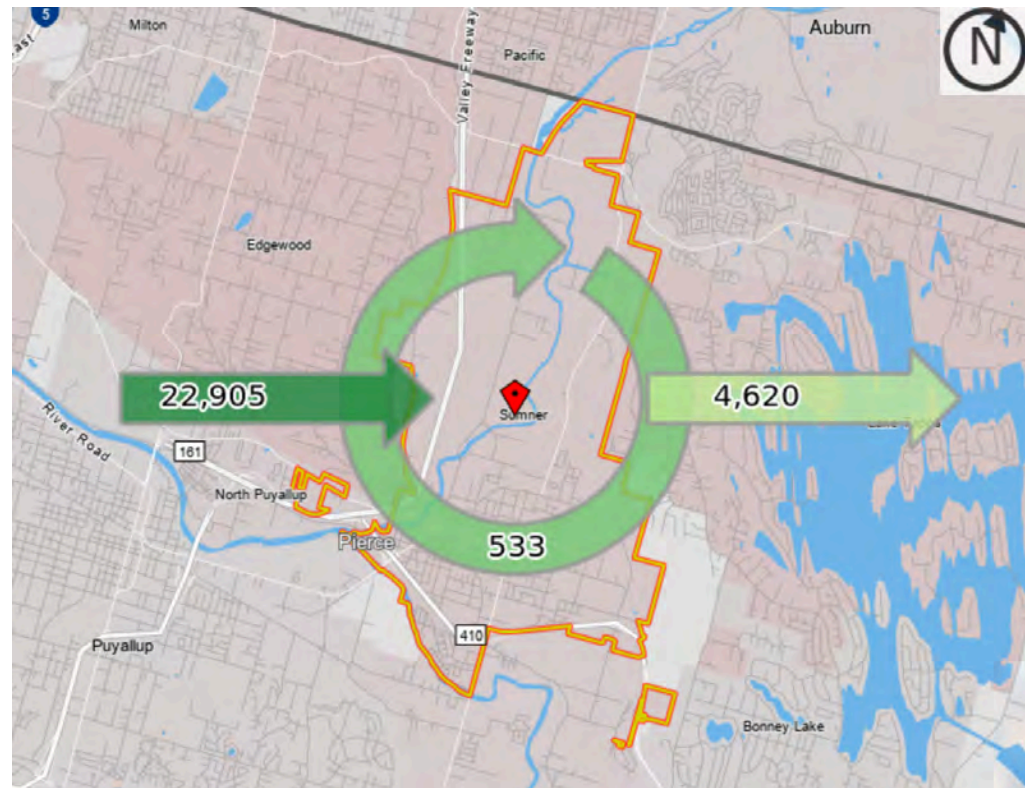 5
Milton
Auburn
N
Pacific
Valley Freeway
Edgewood
22,905
4,620
Sumner
River Road
161
North Puyallup
Pierce
533
410
Puyallup
Bonney Lake